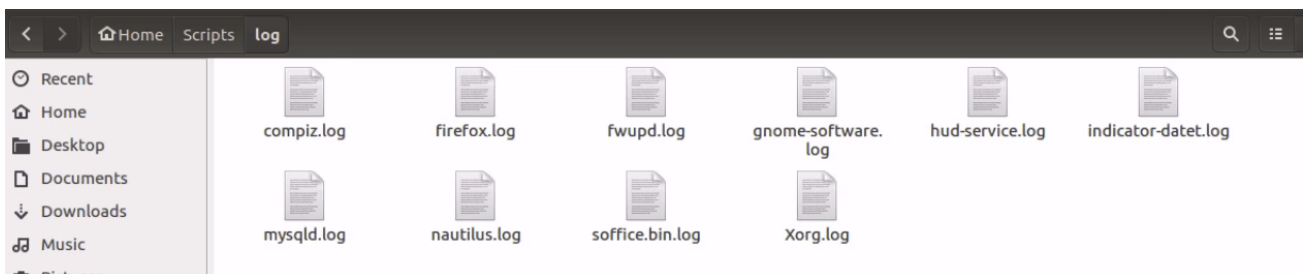 Home Scripts log
Recent
Home
Desktop
Documents
Downloads
Music
compiz.log firefox.log fwupd.log gnome-software. hud-service.log indicator-datet.log
log
mysqld.log nautilus.log soffice.bin.log Xorg.log